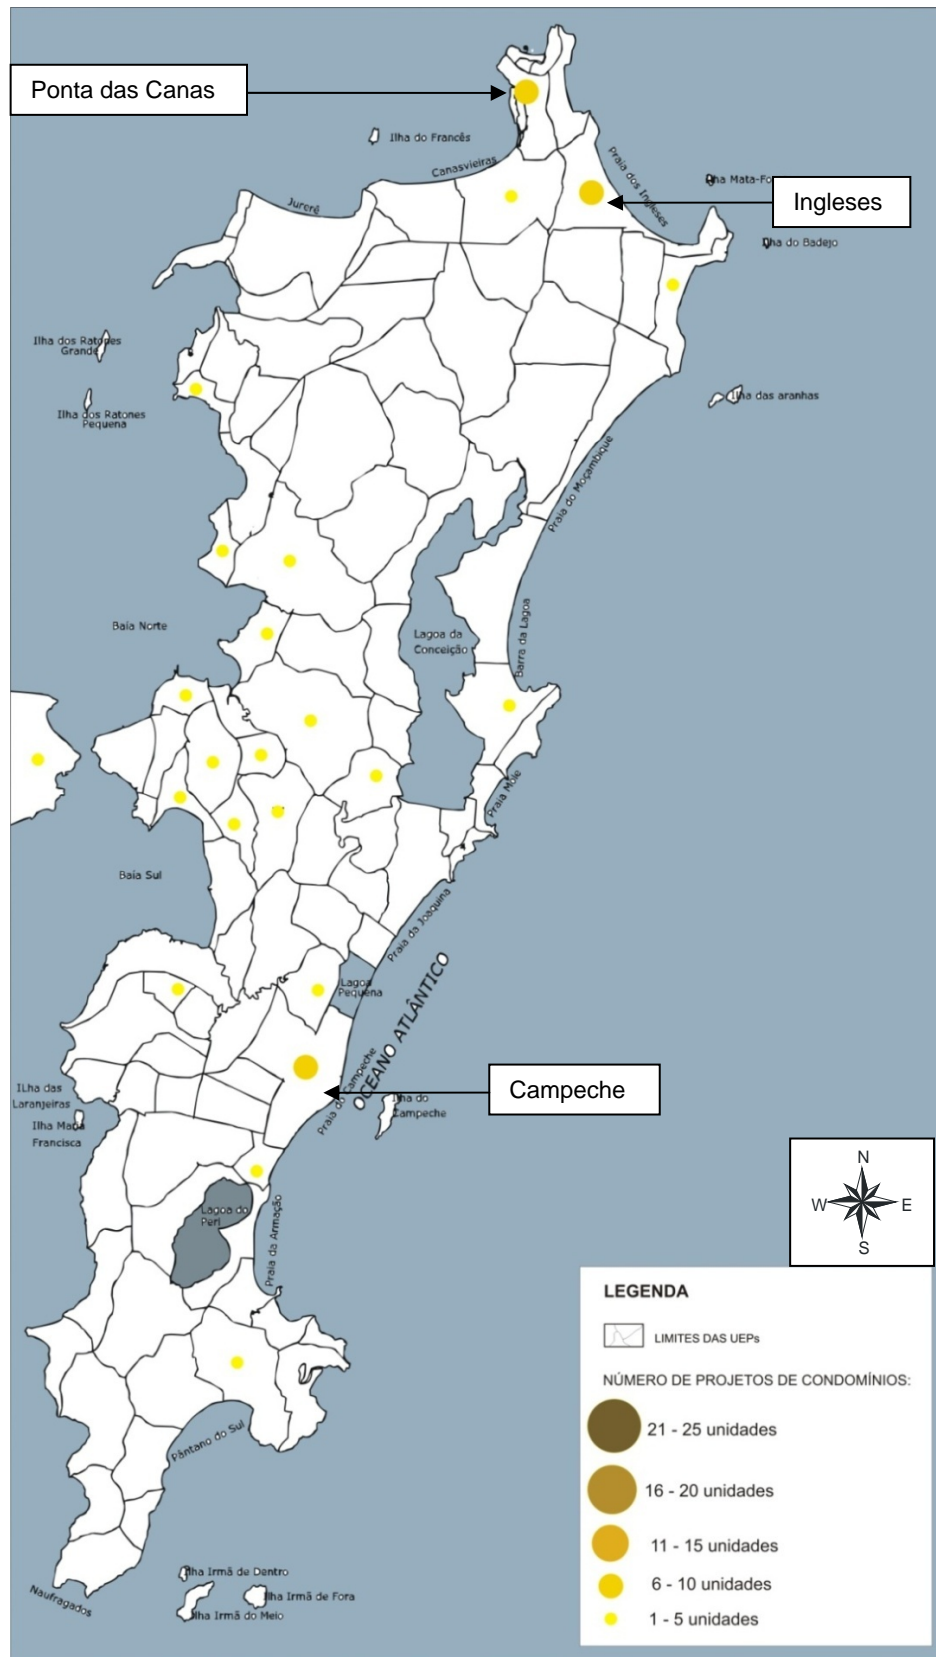 Ponta das Canas
Ilha do Francês
Canasvieiras
Praia dos Ingleses
Ilha Mata-Fo
Jurerê
Ingleses
Ilha do Badejo
Ilha dos Ratones
Grande
Ilha dos Ratones
Pequena
Ilha das aranhas
Praia do Moçambique
Baía Norte
Lagoa da
Conceição
Barra da Lagoa
Praia Mole
Baía Sul
Praia da Joaquina
Lagoa
Pequena
OCEANO ATLÂNTICO
Praia do Campeche
Campeche
ILha das
Laranjeiras
Ilha do
Campeche
Ilha Maria
Francisca
N
W
E
S
Lagoa do
Peri
Praia da Armação
Pântano do Sul
Naufragados
Ilha Irmã de Dentro
Ilha Irmã de Fora
Ilha Irmã do Meio
LEGENDA
LIMITES DAS UEPs
NÚMERO DE PROJETOS DE CONDOMÍNIOS:
21 - 25 unidades
16 - 20 unidades
11 - 15 unidades
6 - 10 unidades
1 - 5 unidades